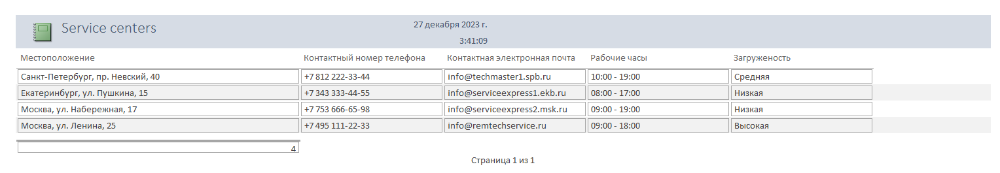 Service centers
27 декабря 2023 г.
3:41:09
Местоположение Контактный номер телефона Контактная электронная почта Рабочие часы Загруженость
Санкт-Петербург, пр. Невский, 40 +7 812 222-33-44 info@techmaster1.spb.ru 10:00 - 19:00 Средняя
Екатеринбург, ул. Пушкина, 15 +7 343 333-44-55 info@serviceexpress1.ekb.ru 08:00 - 17:00 Низкая
Москва, ул. Набережная, 17 +7 753 666-65-98 info@serviceexpress2.msk.ru 09:00 - 19:00 Низкая
Москва, ул. Ленина, 25 +7 495 111-22-33 info@remtechservice.ru 09:00 - 18:00 Высокая
4
Страница 1 из 1